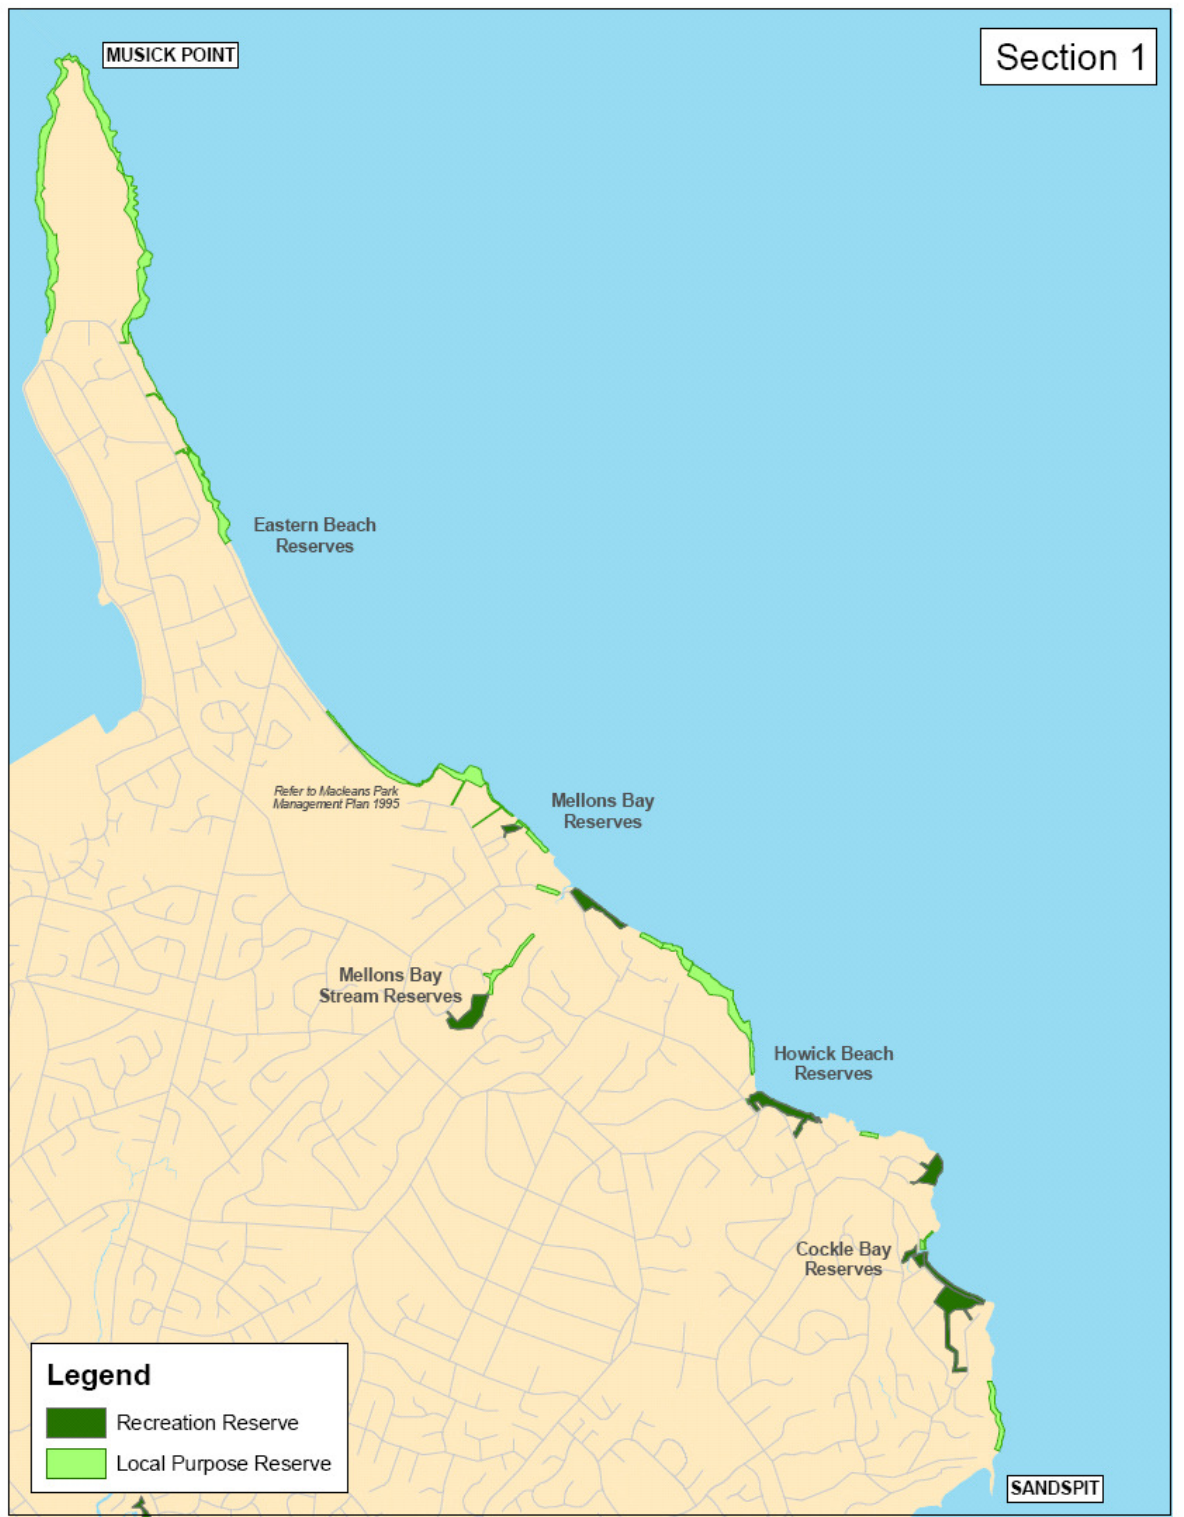 MUSICK POINT
Section 1
Eastern Beach
Reserves
Refer to Macleans Park
Management Plan 1995
Mellons Bay
Reserves
Mellons Bay
Stream Reserves
Howick Beach
Reserves
Cockle Bay
Reserves
Legend
Recreation Reserve
Local Purpose Reserve
SANDSPIT